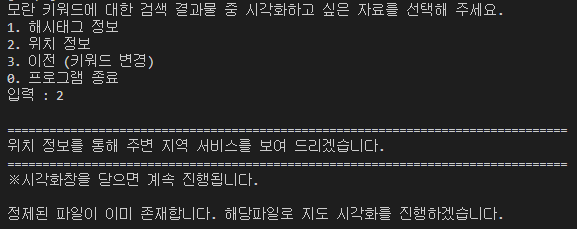 모란 키워드에 대한 검색 결과물 중 시각화하고 싶은 자료를 선택해 주세요.
1. 해시태그 정보
2. 위치 정보
3. 이전 (키워드 변경)
0. 프로그램 종료
입력 : 2
================================================================================
위치 정보를 통해 주변 지역 서비스를 보여 드리겠습니다.
================================================================================
※시각화창을 닫으면 계속 진행됩니다.
정제된 파일이 이미 존재합니다. 해당파일로 지도 시각화를 진행하겠습니다.